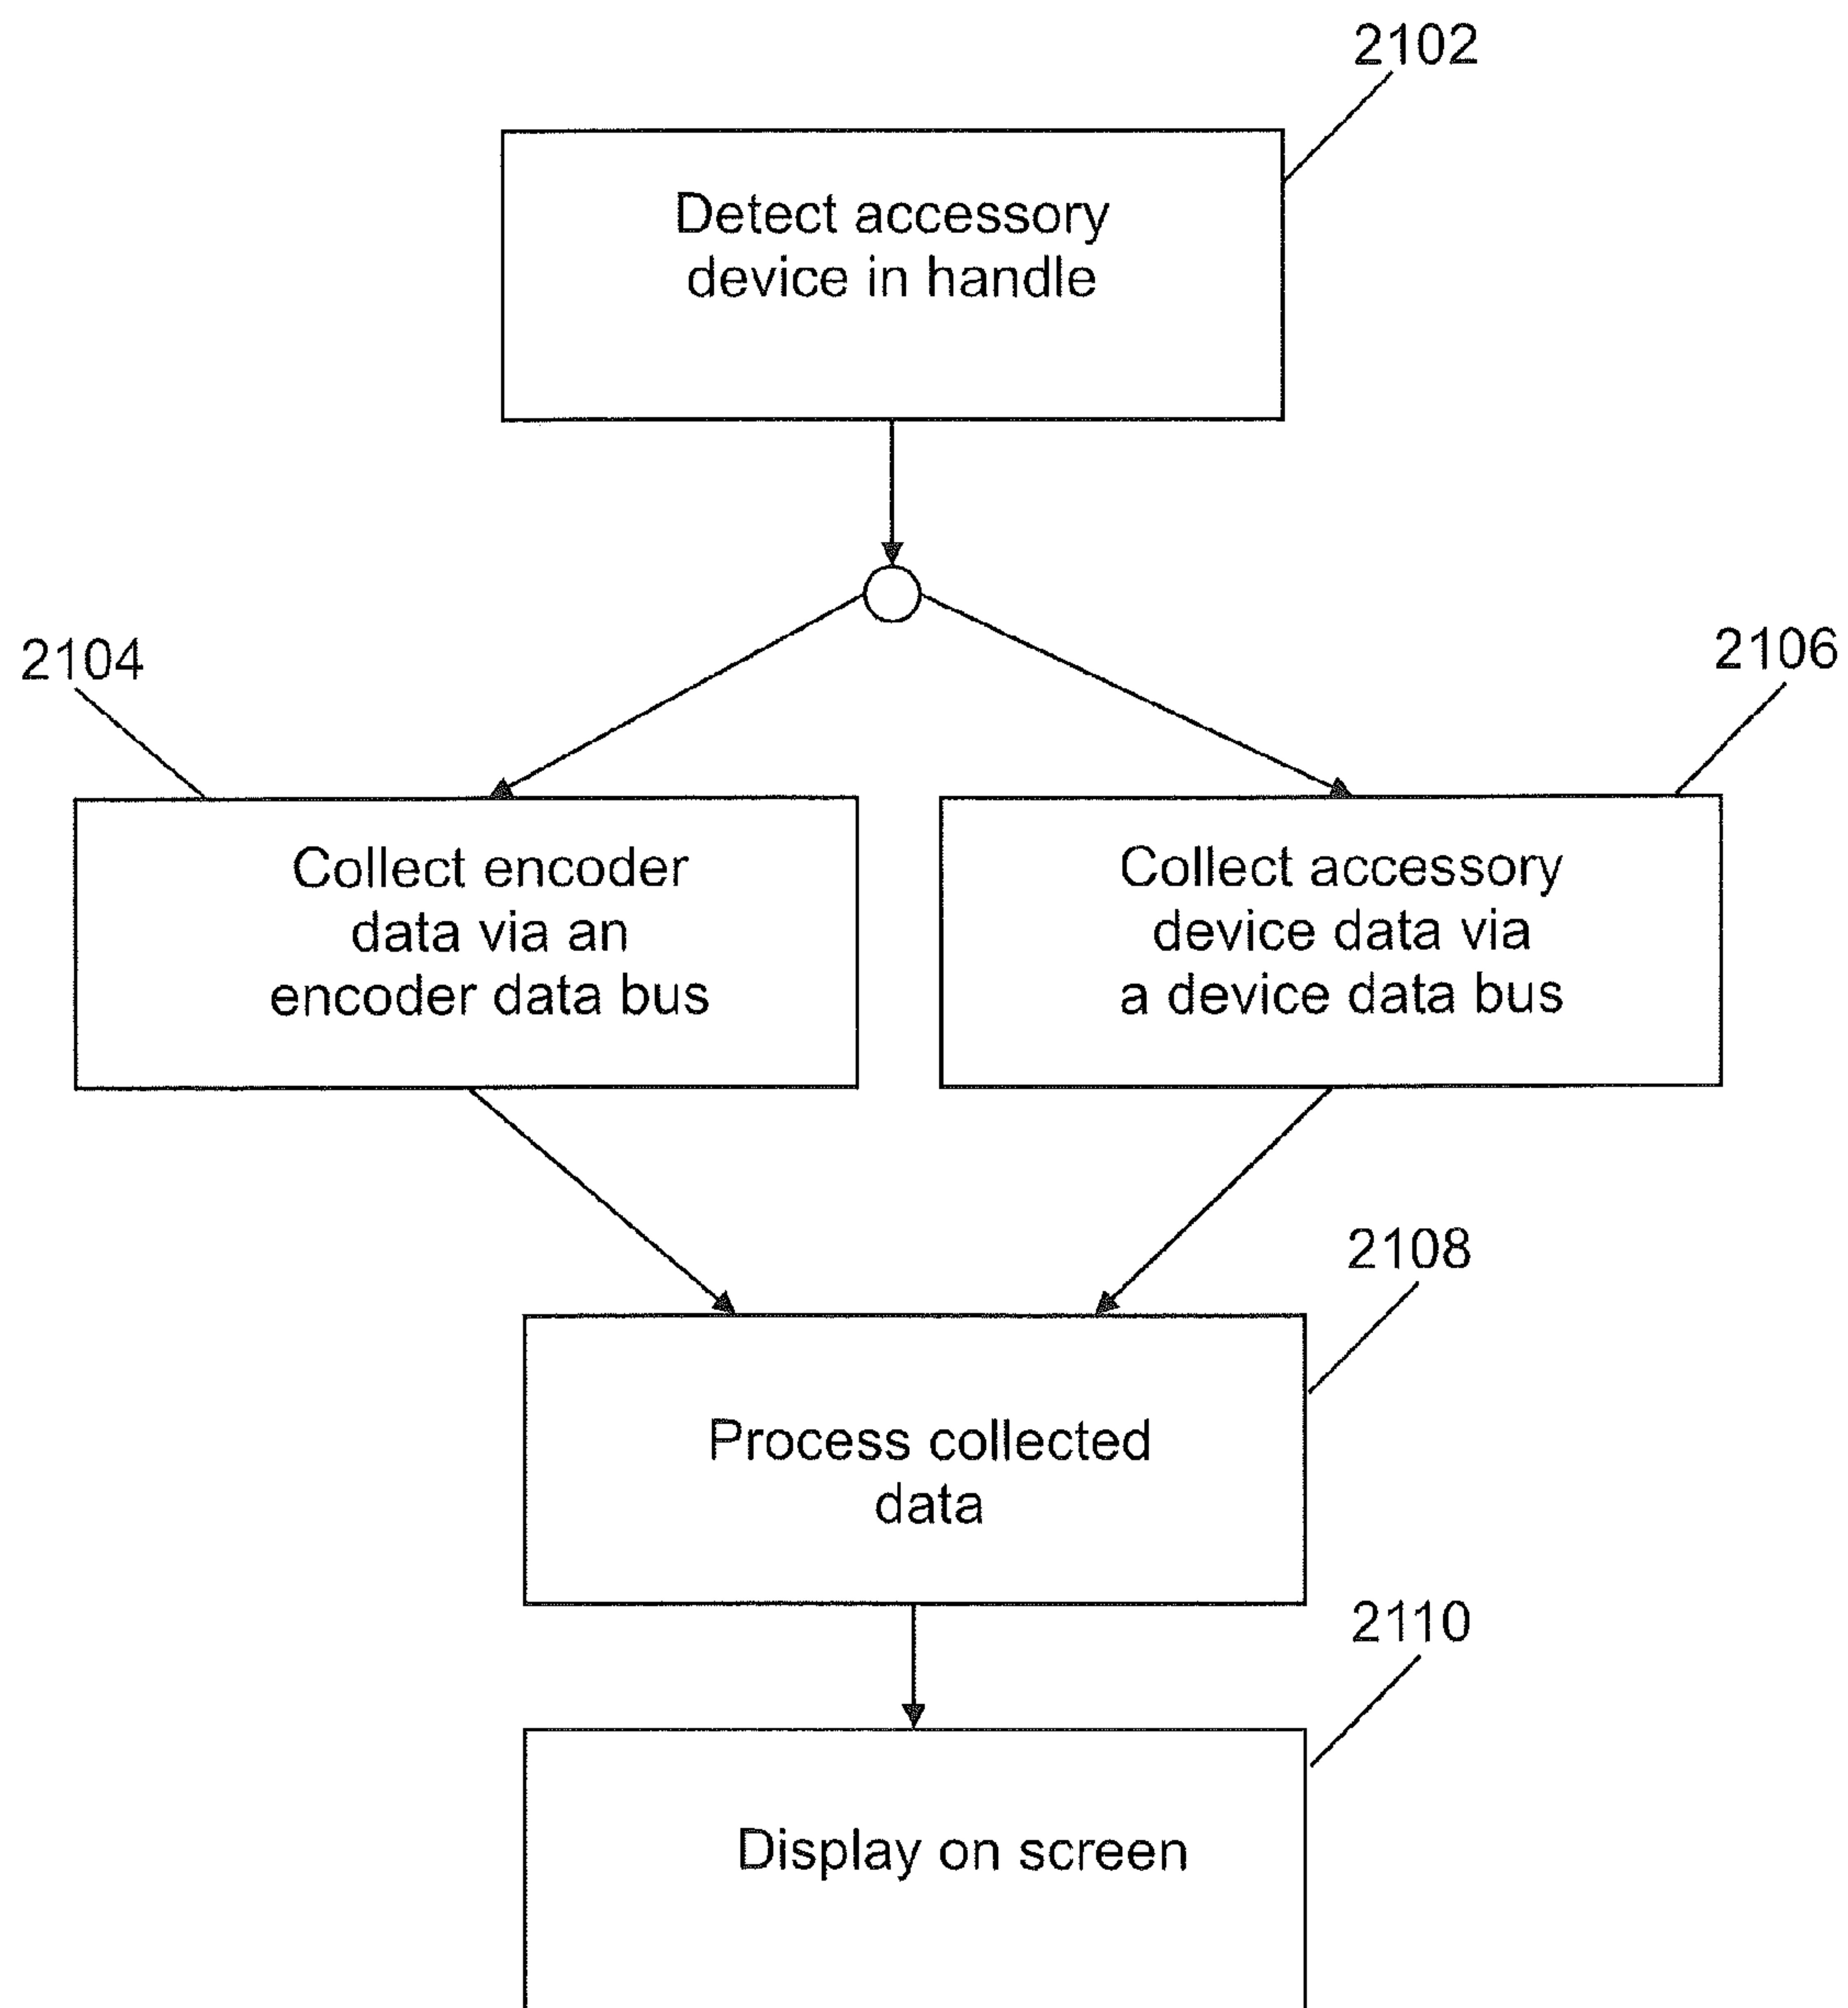 2102
Detect accessory
device in handle
2104
2106
Collect encoder
data via an
encoder data bus
Collect accessory
device data via
a device data bus
2108
Process collected
data
2110
Display on screen